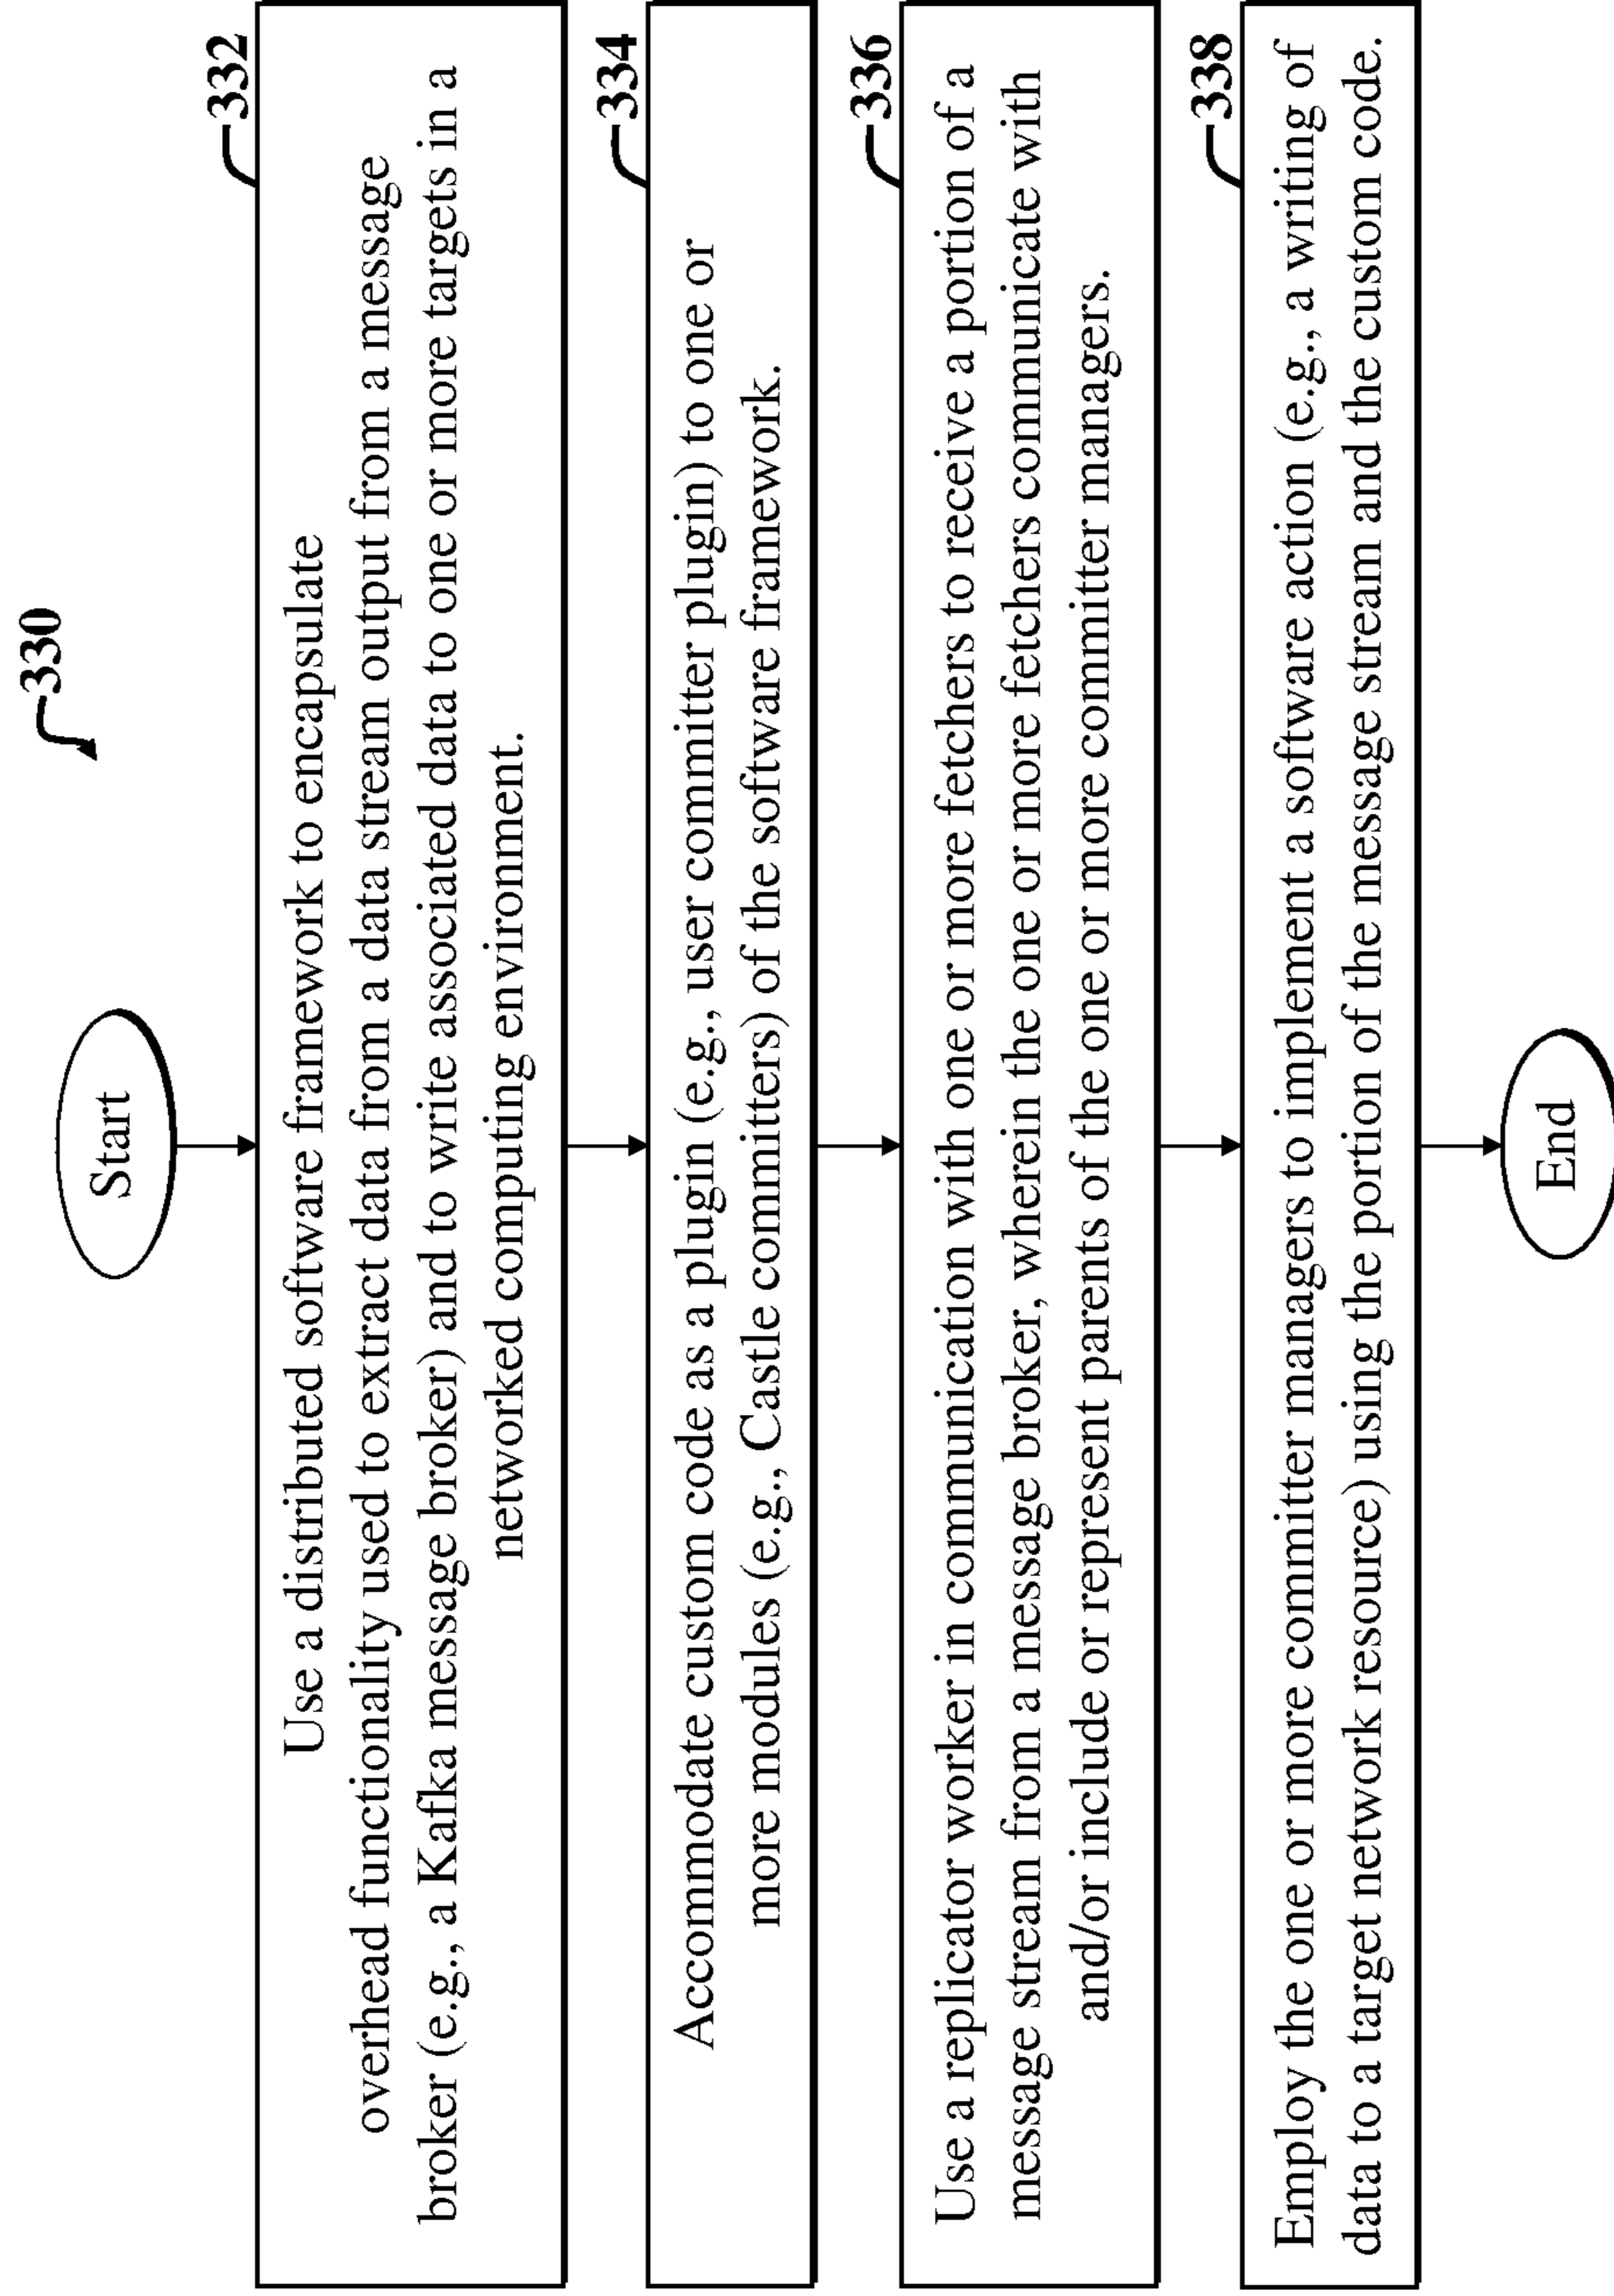 330
Start
332
Use a distributed software framework to encapsulate
overhead functionality used to extract data from a data stream output from a message
broker (e.g., a Kafka message broker) and to write associated data to one or more targets in a
networked computing environment.
334
Accommodate custom code as a plugin (e.g., user committer plugin) to one or
more modules (e.g., Castle committers) of the software framework.
336
Use a replicator worker in communication with one or more fetchers to receive a portion of a
message stream from a message broker, wherein the one or more fetchers communicate with
and/or include or represent parents of the one or more committer managers.
338
Employ the one or more committer managers to implement a software action (e.g., a writing of
data to a target network resource) using the portion of the message stream and the custom code.
End